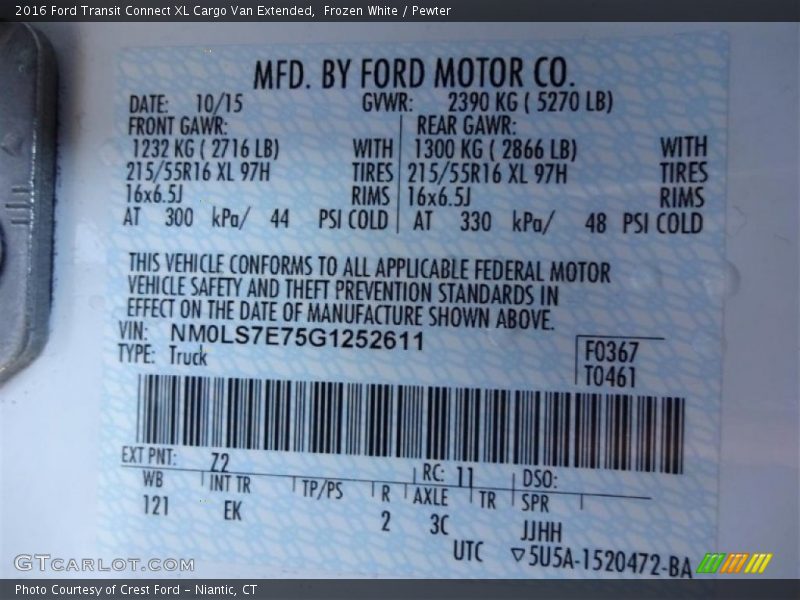 2016 Ford Transit Connect XL Cargo Van Extended,  Frozen White / Pewter
MFD. BY FORD MOTOR CO.
DATE: 10/15 GVWR: 2390 KG ( 5270 LB)
FRONT GAWR: REAR GAWR:
1232 KG ( 2716 LB) WITH 1300 KG ( 2866 LB) WITH
215/55R16 XL 97H TIRES 215/55R16 XL 97H TIRES
16x6.5J RIMS 16x6.5J RIMS
AT 300 kPa/ 44 PSI COLD AT 330 kPa/ 48 PSI COLD
THIS VEHICLE CONFORMS TO ALL APPLICABLE FEDERAL MOTOR
VEHICLE SAFETY AND THEFT PREVENTION STANDARDS IN
EFFECT ON THE DATE OF MANUFACTURE SHOWN ABOVE.
VIN: NM0LS7E75G1252611
TYPE: Truck
F0367
T0461
EXT PNT: Z2 RC: 11 DSO:
WB INT TR TP/PS R AXLE TR SPR
121 EK 2 3C JJHH
UTC ▽5U5A-1520472-BA
GTCARLOT.COM
Photo Courtesy of Crest Ford - Niantic, CT